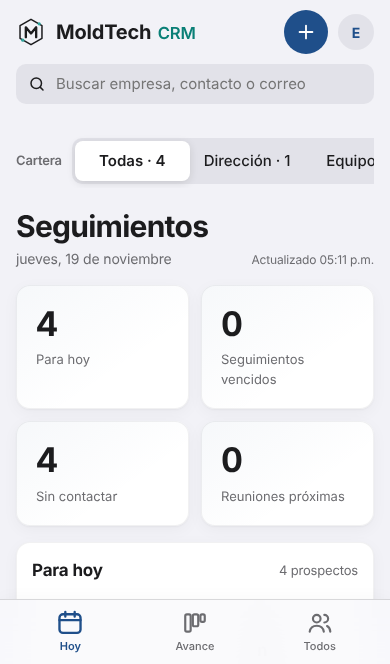 MoldTech CRM
E
Buscar empresa, contacto o correo
Cartera
Todas · 4
Dirección · 1
Equipo
Seguimientos
jueves, 19 de noviembre
Actualizado 05:11 p.m.
4
Para hoy
0
Seguimientos
vencidos
4
Sin contactar
0
Reuniones próximas
Para hoy
4 prospectos
Hoy
Avance
Todos